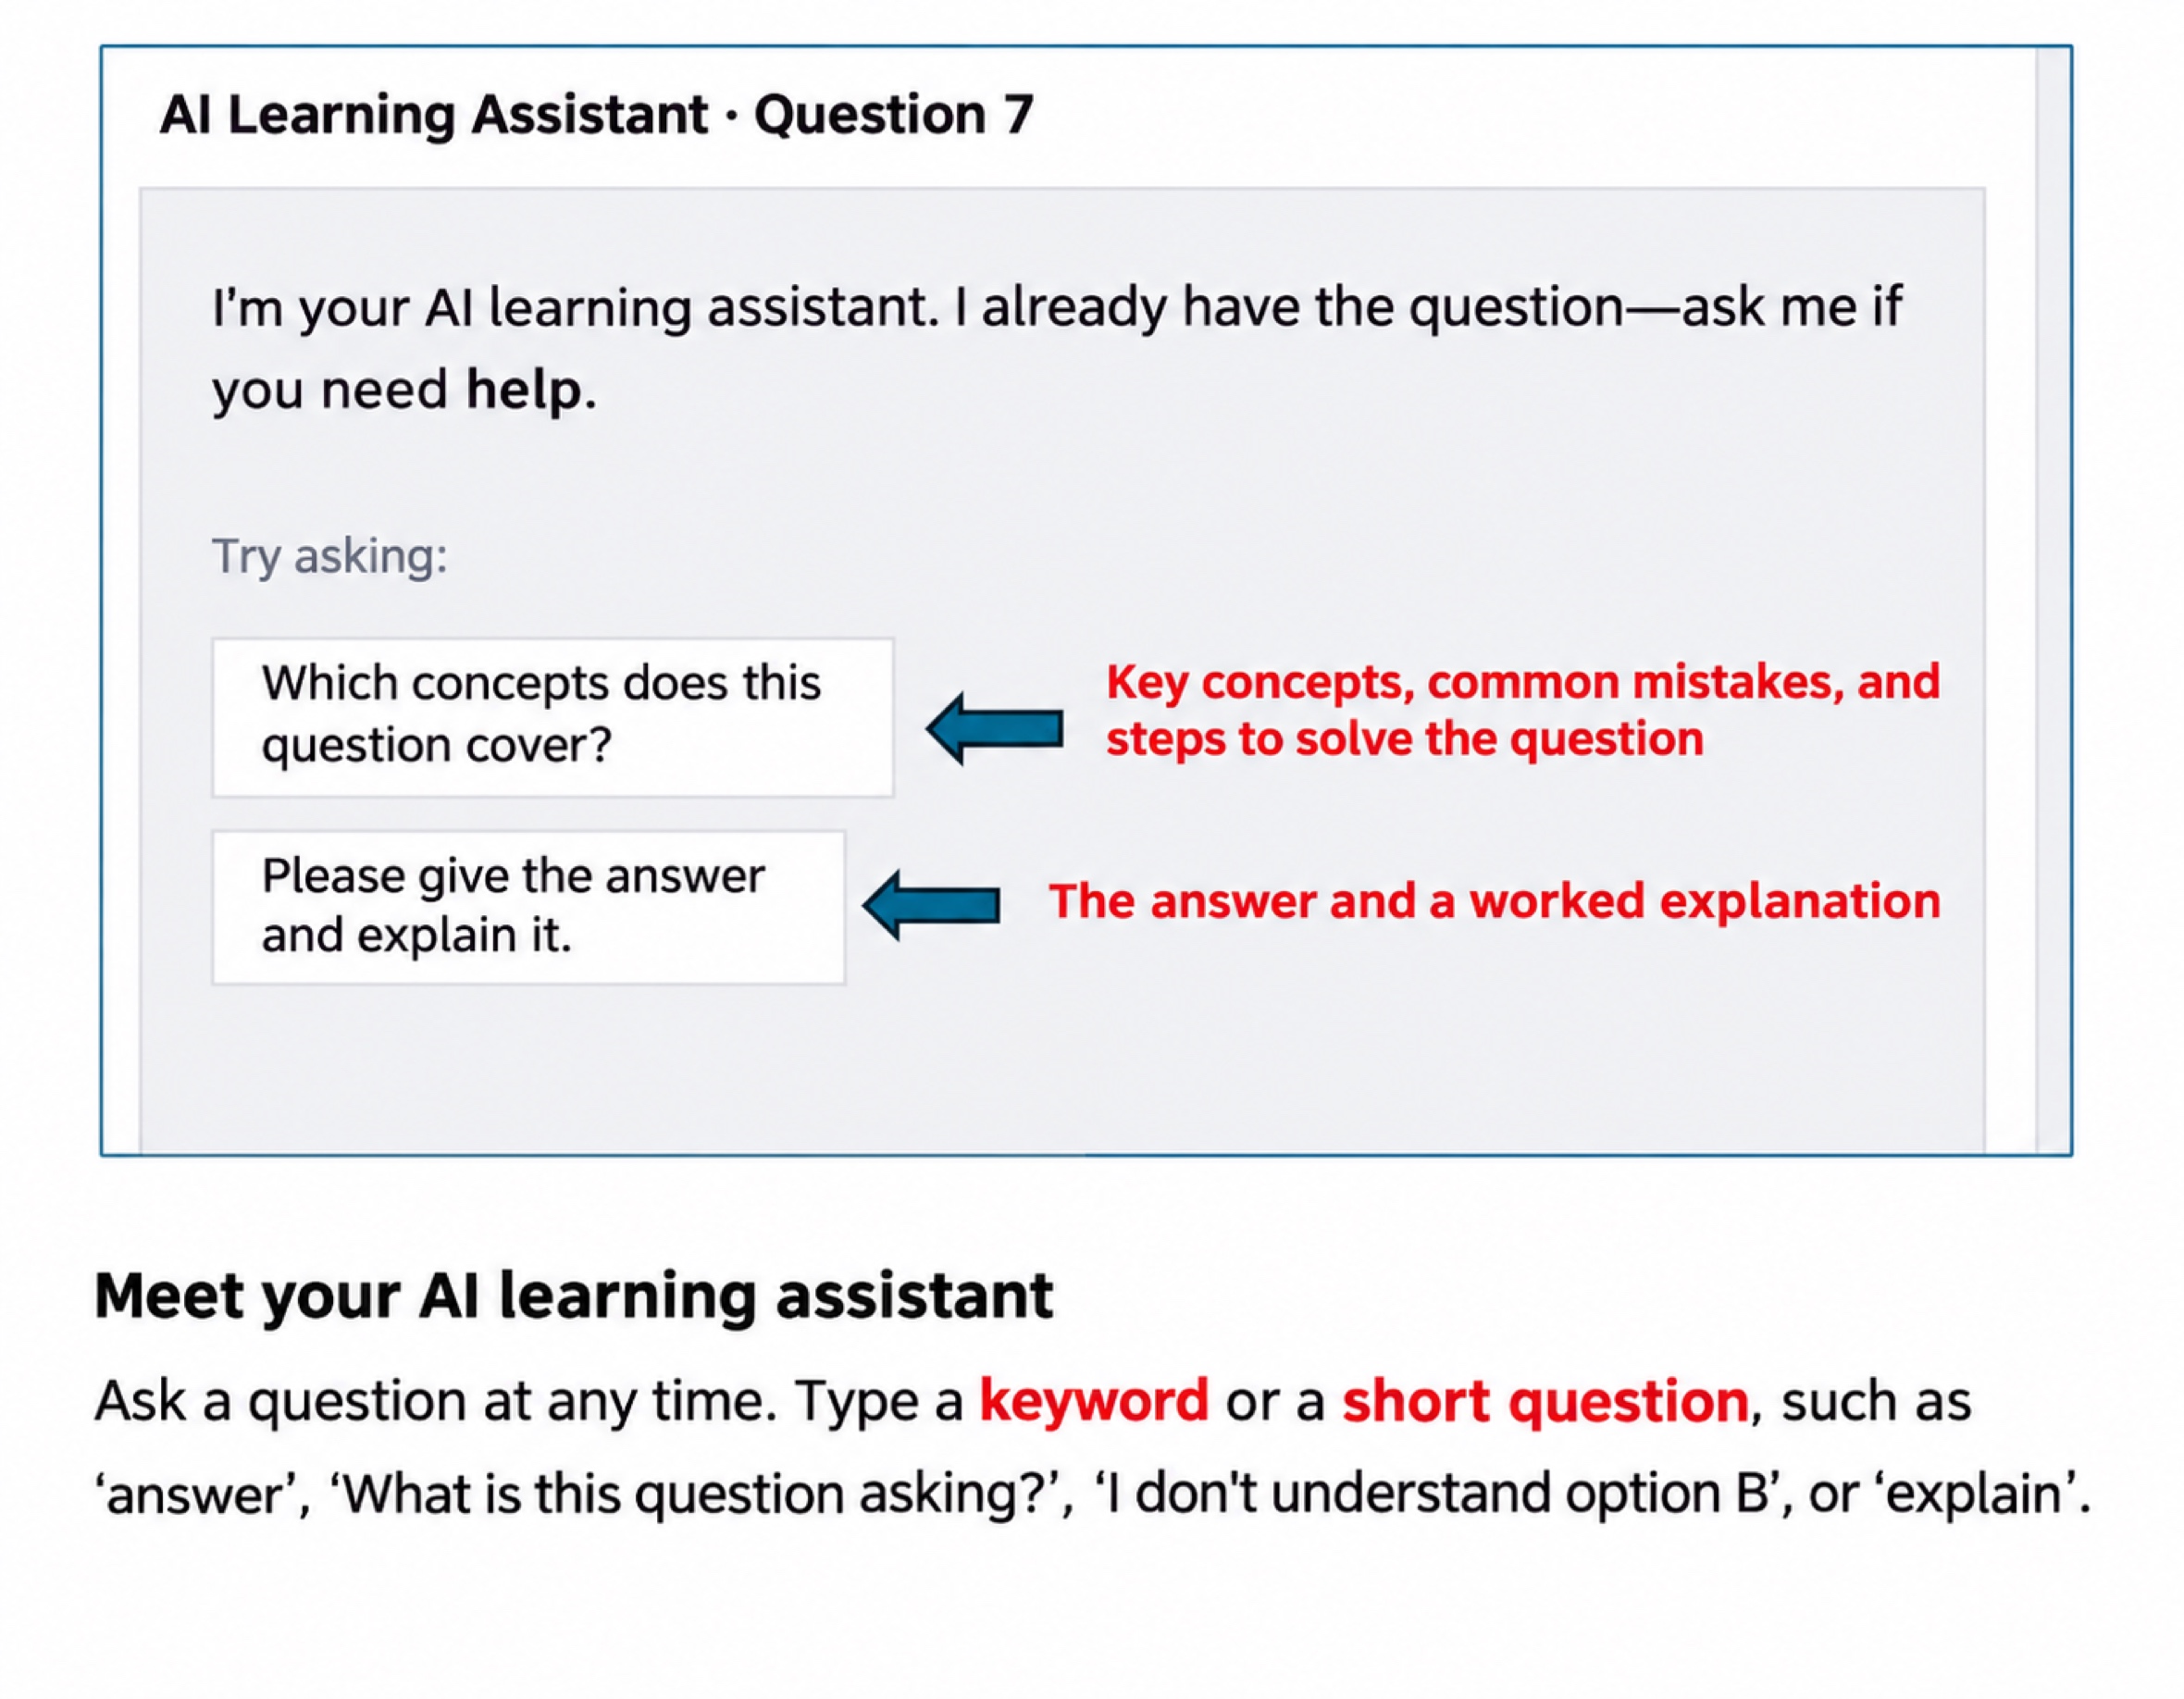 AI Learning Assistant · Question 7
I’m your AI learning assistant. I already have the question—ask me if
you need help.
Try asking:
Which concepts does this
question cover?
Key concepts, common mistakes, and
steps to solve the question
Please give the answer
and explain it.
The answer and a worked explanation
Meet your AI learning assistant
Ask a question at any time. Type a keyword or a short question, such as
‘answer’, ‘What is this question asking?’, ‘I don't understand option B’, or ‘explain’.